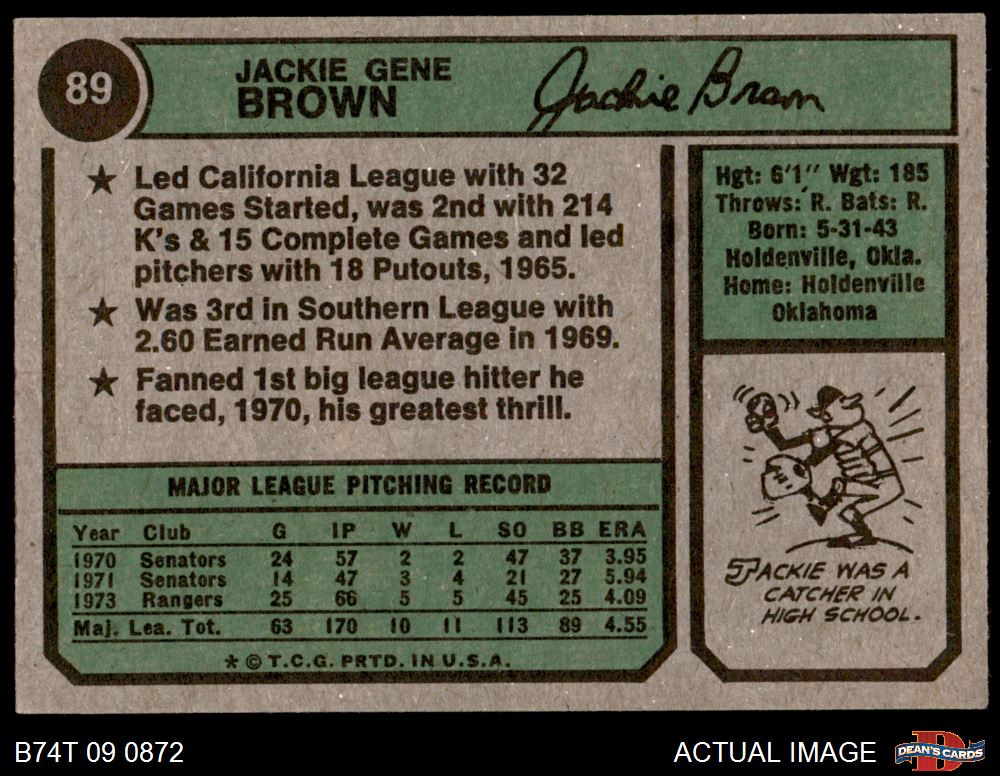 89
JACKIE GENE
BROWN
Jackie Brown
★ Led California League with 32
Games Started, was 2nd with 214
K's & 15 Complete Games and led
pitchers with 18 Putouts, 1965.
★ Was 3rd in Southern League with
2.60 Earned Run Average in 1969.
★ Fanned 1st big league hitter he
faced, 1970, his greatest thrill.
Hgt: 6'1" Wgt: 185
Throws: R. Bats: R.
Born: 5-31-43
Holdenville, Okla.
Home: Holdenville
Oklahoma
MAJOR LEAGUE PITCHING RECORD
Year Club G IP W L SO BB ERA
1970 Senators 24 57 2 2 47 37 3.95
1971 Senators 14 47 3 4 21 27 5.94
1973 Rangers 25 66 5 5 45 25 4.09
Maj. Lea. Tot. 63 170 10 11 113 89 4.55
* © T.C.G. PRTD. IN U.S.A.
JACKIE WAS A
CATCHER IN
HIGH SCHOOL.
B74T 09 0872
ACTUAL IMAGE
DEAN'S CARDS